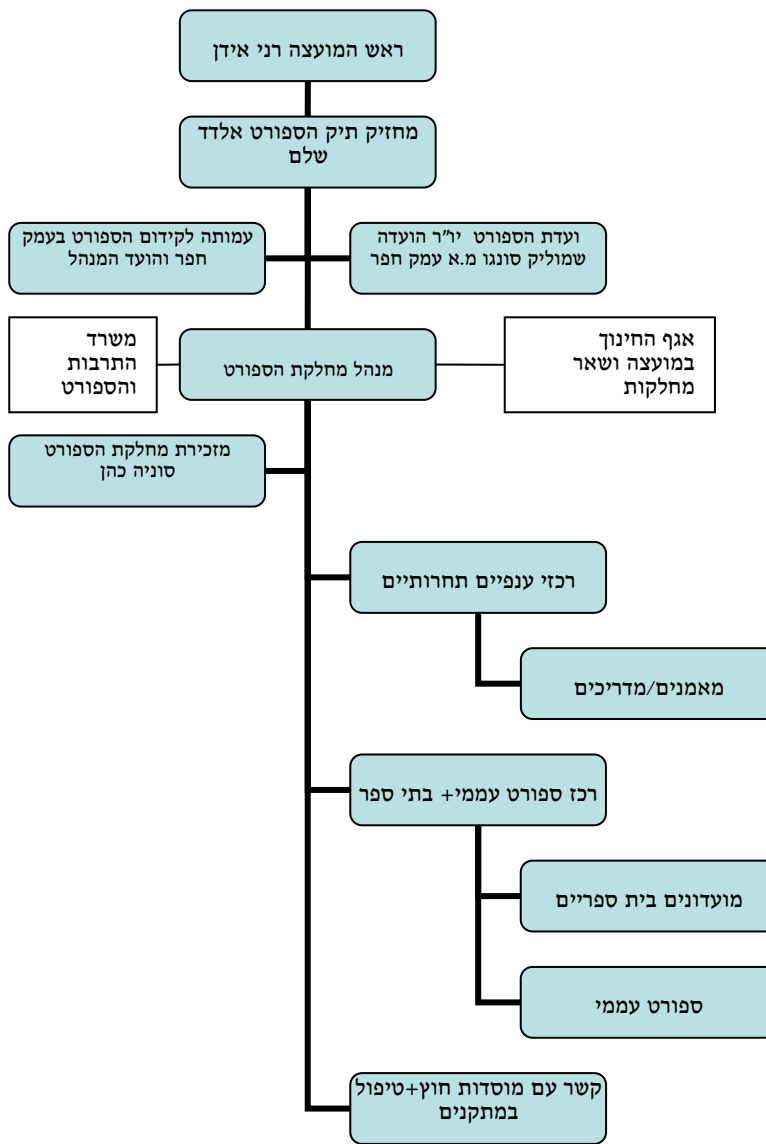 ראש המועצה רני אידן
מחזיק תיק הספורט אלדד
שלם
ועדת הספורט  יו"ר הועדה
שמוליק סונגו מ.א עמק חפר
עמותה לקידום הספורט בעמק
חפר והועד המנהל
אגף החינוך
במועצה ושאר
מחלקות
מנהל מחלקת הספורט
משרד
התרבות
והספורט
מזכירת מחלקת הספורט
סוניה כהן
רכזי ענפיים תחרותיים
מאמנים/מדריכים
רכז ספורט עממי+ בתי ספר
מועדונים בית ספריים
ספורט עממי
קשר עם מוסדות חוץ+טיפול
במתקנים